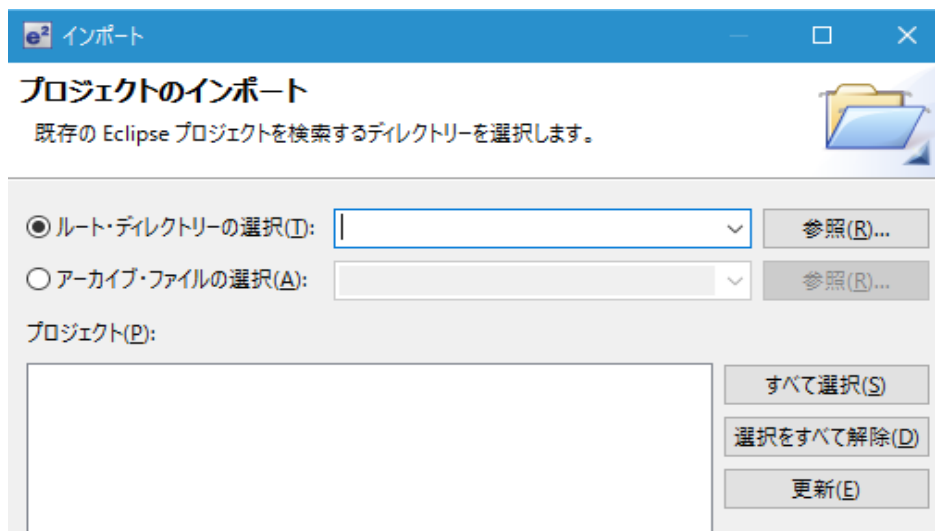 e² インポート
プロジェクトのインポート
既存の Eclipse プロジェクトを検索するディレクトリーを選択します。
ルート・ディレクトリーの選択(T): 参照(R)...
アーカイブ・ファイルの選択(A): 参照(R)...
プロジェクト(P):
すべて選択(S)
選択をすべて解除(D)
更新(E)